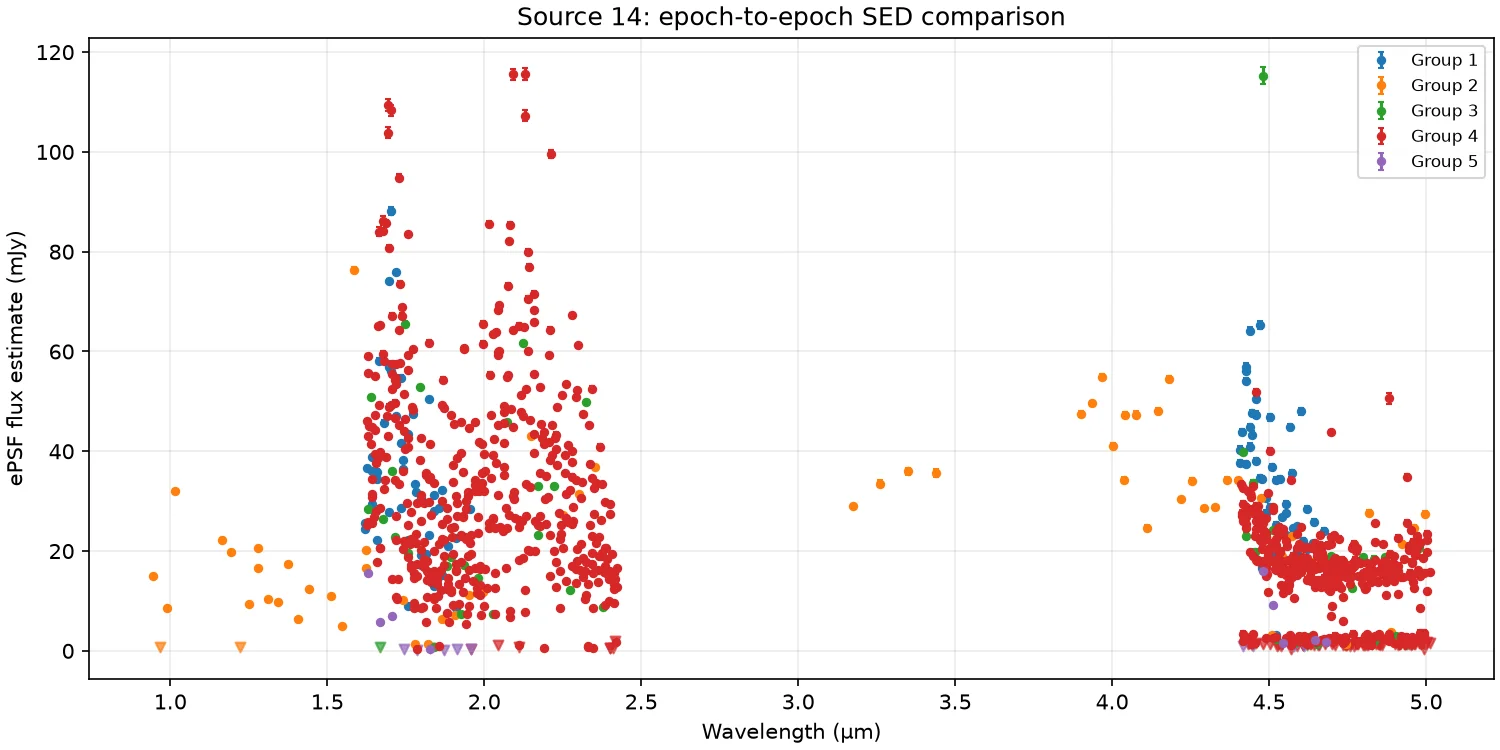 Source 14: epoch-to-epoch SED comparison
ePSF flux estimate (mJy)
120
100
80
60
40
20
0
Group 1
Group 2
Group 3
Group 4
Group 5
1.0 1.5 2.0 2.5 3.0 3.5 4.0 4.5 5.0
Wavelength (μm)